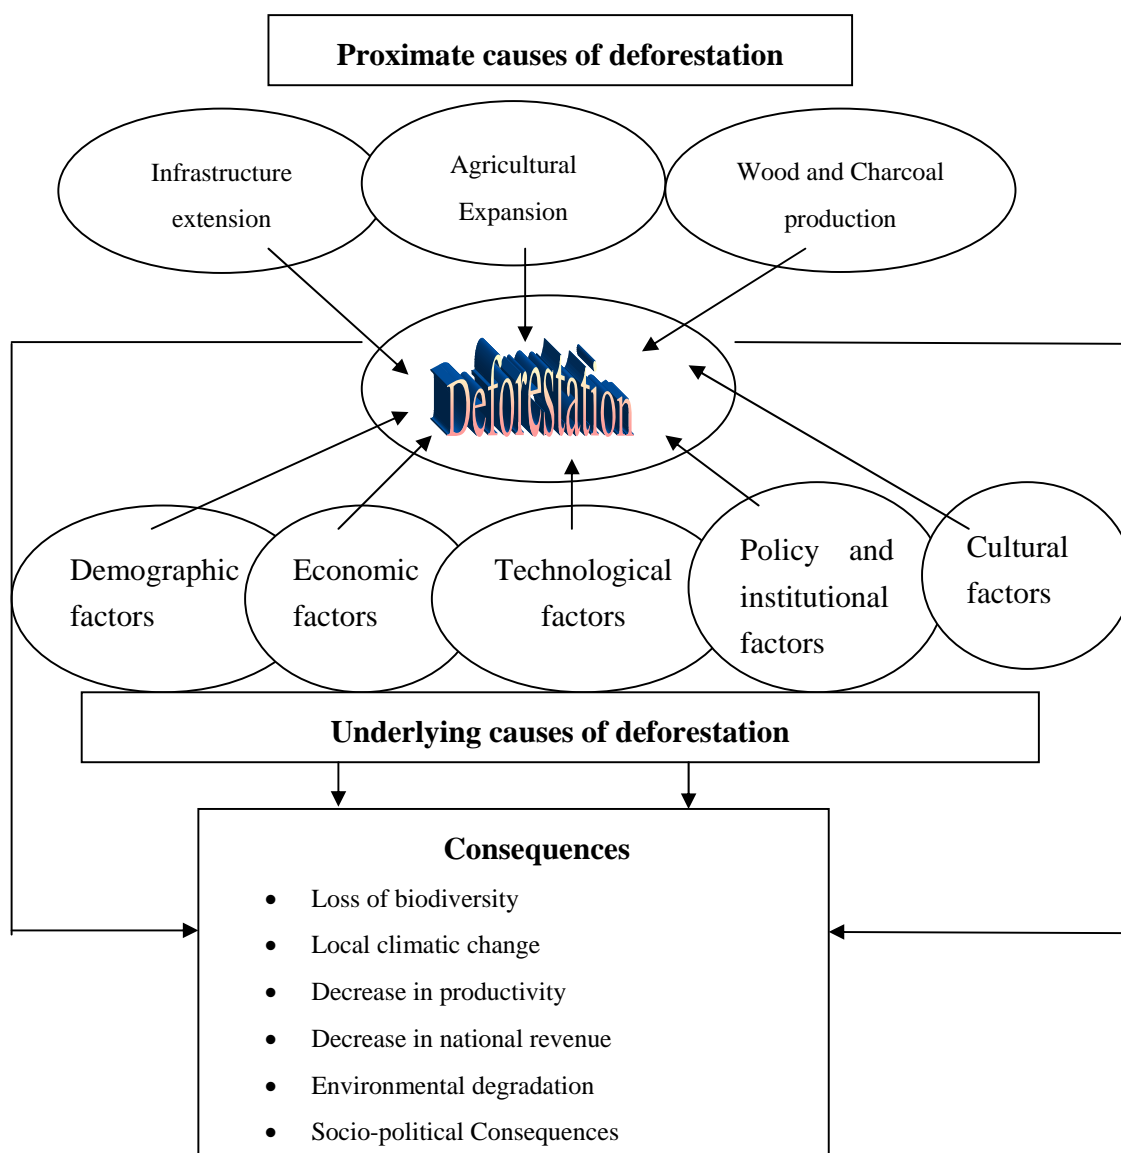 Proximate causes of deforestation
Infrastructure
extension
Agricultural
Expansion
Wood and Charcoal
production
Deforestation
Demographic
factors
Economic
factors
Technological
factors
Policy and
institutional
factors
Cultural
factors
Underlying causes of deforestation
Consequences
• Loss of biodiversity
• Local climatic change
• Decrease in productivity
• Decrease in national revenue
• Environmental degradation
• Socio-political Consequences